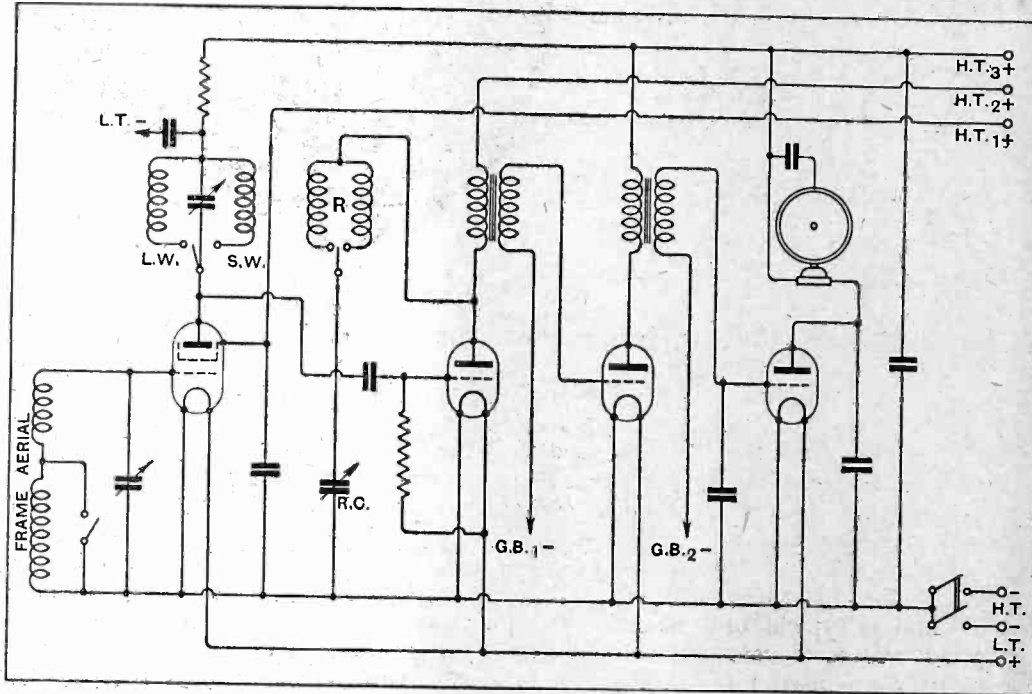 H.T.3+
H.T.2+
H.T.1+
L.T.-
R
L.W.
S.W.
FRAME AERIAL
R.C.
G.B.1-
G.B.2-
-
H.T.
-
L.T.
+